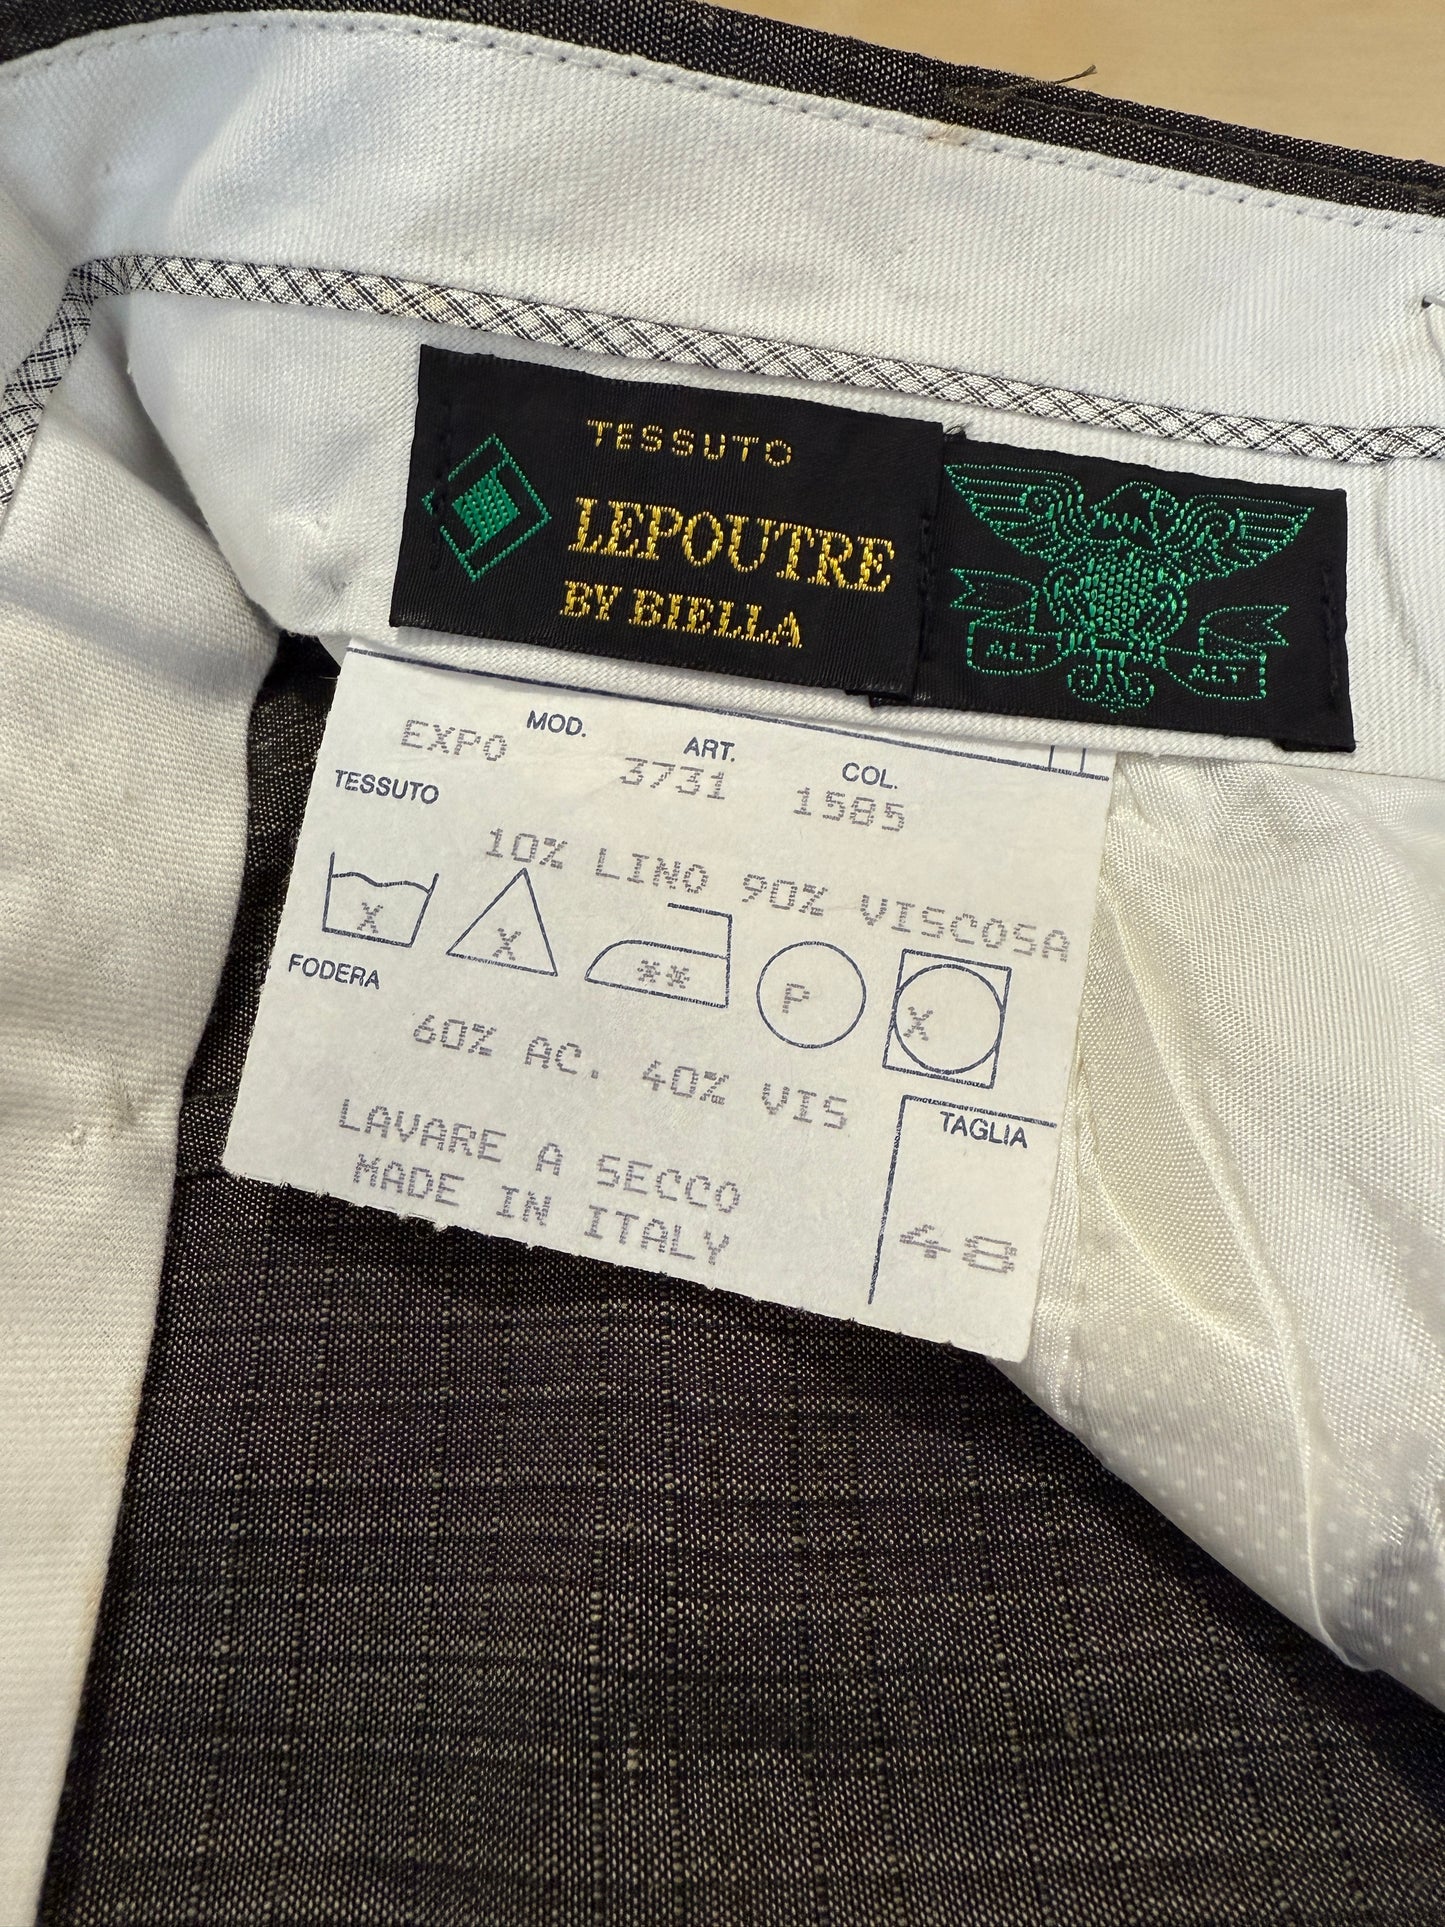 TESSUTO
LEPOUTRE
BY BIELLA
ALT ALT
MOD. ART. COL.
EXPO 3731 1585
TESSUTO
10% LINO 90% VISCOSA
X X ** P X
FODERA
60% AC. 40% VIS
LAVARE A SECCO
MADE IN ITALY
TAGLIA
48